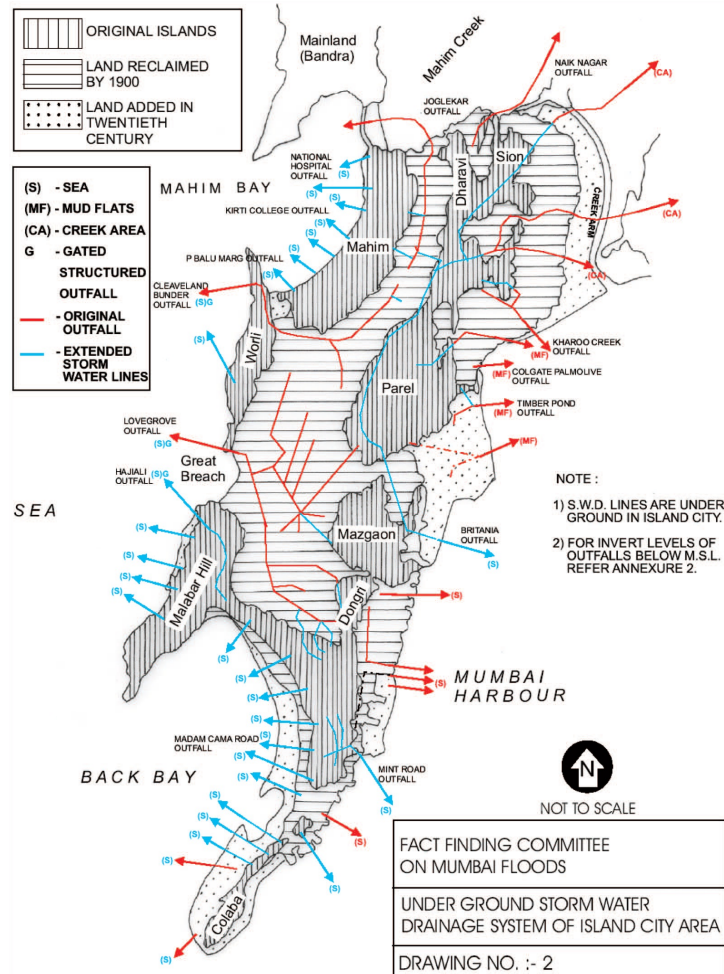 ORIGINAL ISLANDS
LAND RECLAIMED
BY 1900
LAND ADDED IN
TWENTIETH
CENTURY
(S) - SEA
(MF) - MUD FLATS
(CA) - CREEK AREA
G - GATED
STRUCTURED
OUTFALL
- ORIGINAL
OUTFALL
- EXTENDED
STORM
WATER LINES
Mainland
(Bandra)
Mahim Creek
NAIK NAGAR
OUTFALL
(CA)
JOGLEKAR
OUTFALL
Sion
Dharavi
CREEK ARM
NATIONAL
HOSPITAL
OUTFALL
(S)
MAHIM BAY
(S)
KIRTI COLLEGE OUTFALL
(S)
(S)
(S)
Mahim
(CA)
P BALU MARG OUTFALL
(S)
(CA)
CLEAVELAND
BUNDER
OUTFALL
(S)G
Worli
(S)
KHAROO CREEK
OUTFALL
(MF)
COLGATE PALMOLIVE
OUTFALL
(MF)
Parel
TIMBER POND
OUTFALL
(MF)
(MF)
LOVEGROVE
OUTFALL
(S)G
Great
Breach
HAJIALI
OUTFALL
(S)G
SEA
(S)
(S)
(S)
(S)
Malabar Hill
Mazgaon
BRITANIA
OUTFALL
(S)
NOTE :
1) S.W.D. LINES ARE UNDER
GROUND IN ISLAND CITY.
2) FOR INVERT LEVELS OF
OUTFALLS BELOW M.S.L.
REFER ANNEXURE 2.
Dongri
(S)
(S)
(S)
(S)
(S)
MUMBAI
HARBOUR
(S)
MADAM CAMA ROAD
OUTFALL
(S)
(S)
(S)
BACK BAY
MINT ROAD
OUTFALL
(S)
(S)
(S)
(S)
(S)
(S)
(S)
(S)
Colaba
(S)
N
NOT TO SCALE
FACT FINDING COMMITTEE
ON MUMBAI FLOODS
UNDER GROUND STORM WATER
DRAINAGE SYSTEM OF ISLAND CITY AREA
DRAWING NO. :- 2